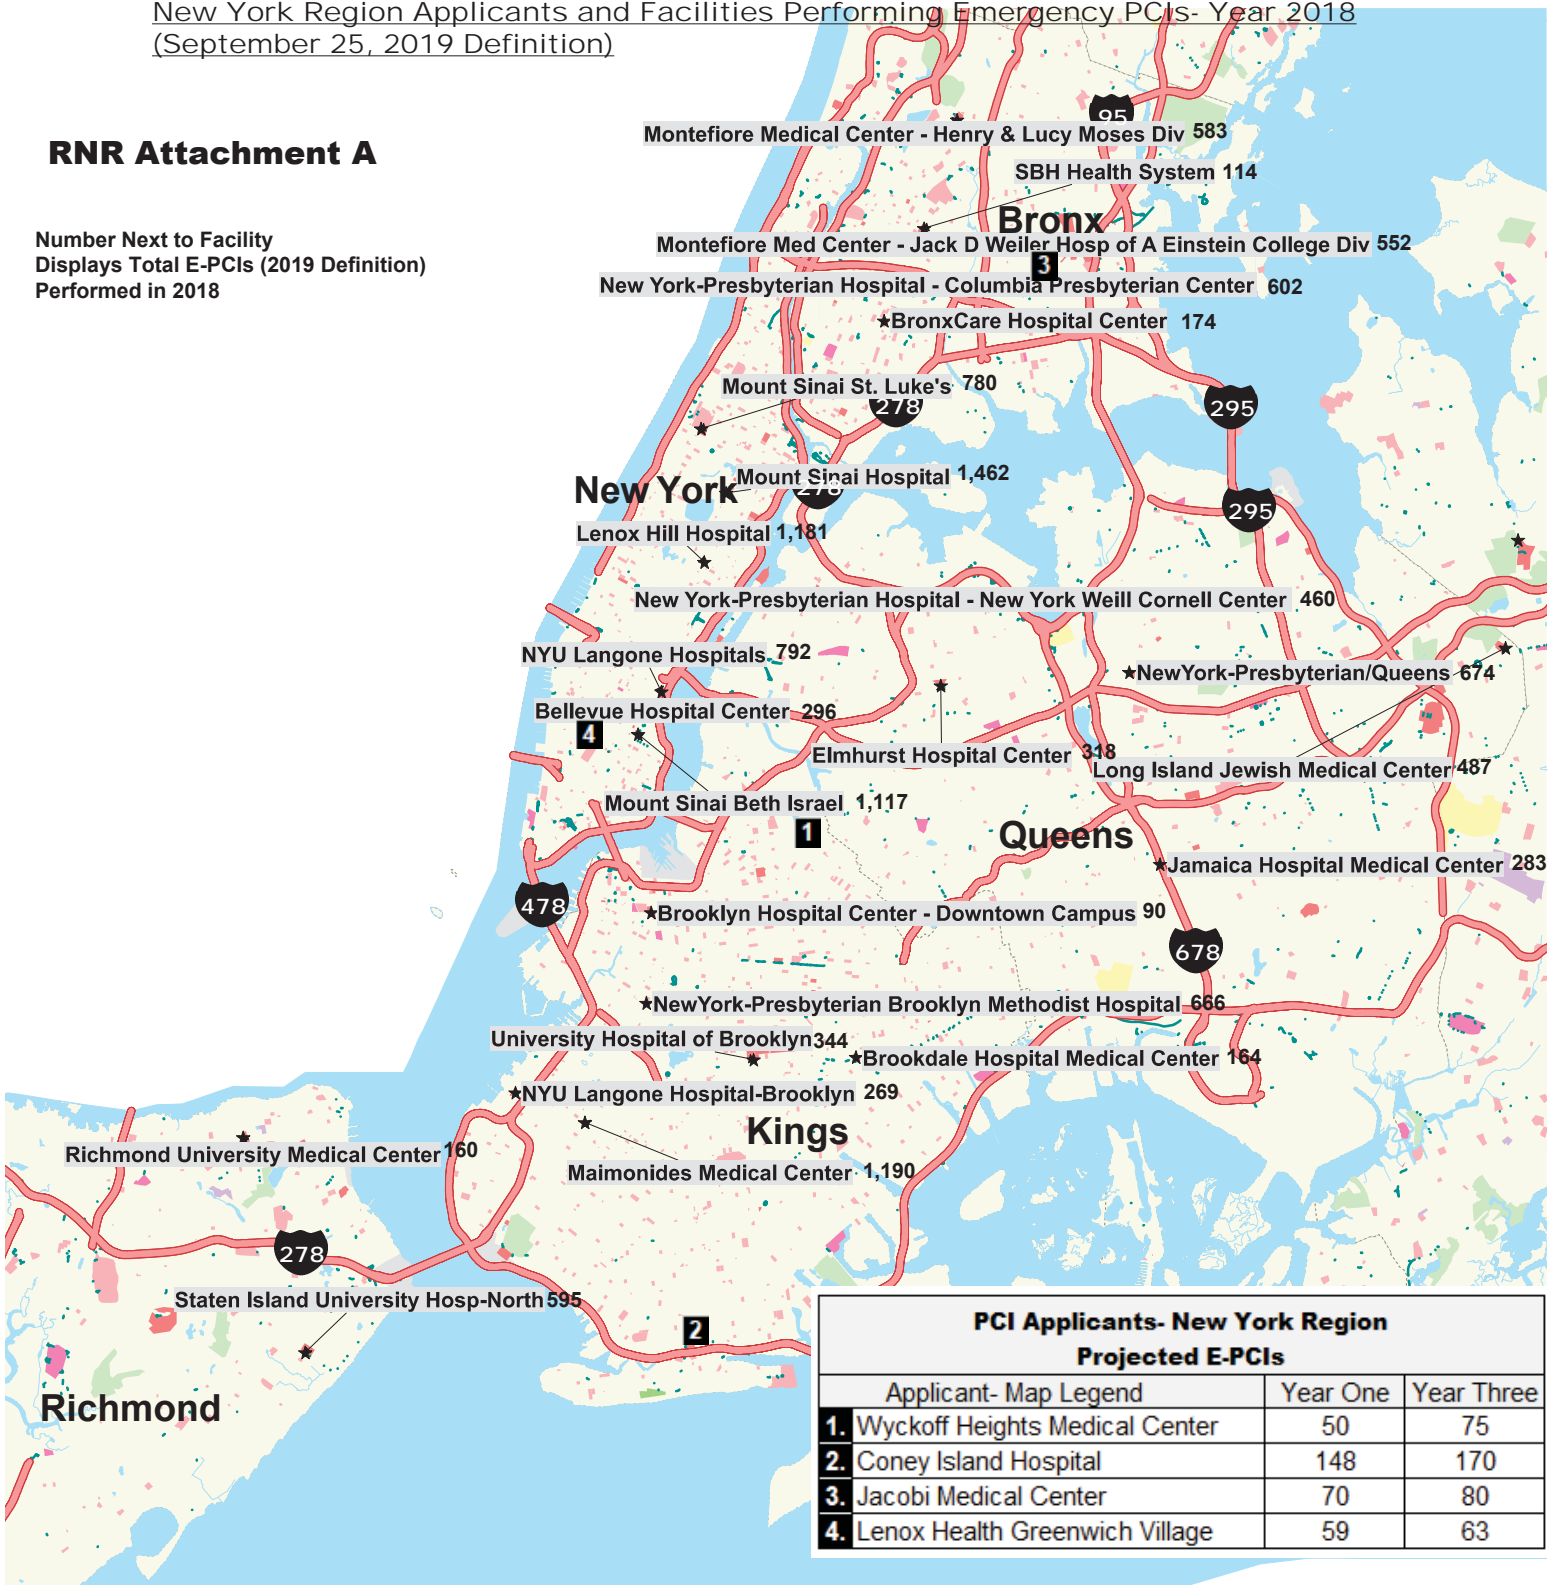 New York Region Applicants and Facilities Performing Emergency PCIs- Year 2018
(September 25, 2019 Definition)
RNR Attachment A
Number Next to Facility
Displays Total E-PCIs (2019 Definition)
Performed in 2018
95
Montefiore Medical Center - Henry & Lucy Moses Div 583
SBH Health System 114
Bronx
Montefiore Med Center - Jack D Weiler Hosp of A Einstein College Div 552
3
New York-Presbyterian Hospital - Columbia Presbyterian Center 602
BronxCare Hospital Center 174
Mount Sinai St. Luke's 780
278
295
New York
Mount Sinai Hospital 1,462
278
295
Lenox Hill Hospital 1,181
New York-Presbyterian Hospital - New York Weill Cornell Center 460
NYU Langone Hospitals 792
NewYork-Presbyterian/Queens 674
Bellevue Hospital Center 296
4
Elmhurst Hospital Center 318
Long Island Jewish Medical Center 487
Mount Sinai Beth Israel 1,117
1
Queens
Jamaica Hospital Medical Center 283
478
Brooklyn Hospital Center - Downtown Campus 90
678
NewYork-Presbyterian Brooklyn Methodist Hospital 666
University Hospital of Brooklyn 344
Brookdale Hospital Medical Center 164
NYU Langone Hospital-Brooklyn 269
Kings
Richmond University Medical Center 160
Maimonides Medical Center 1,190
278
Staten Island University Hosp-North 595
2
Richmond
PCI Applicants- New York Region
Projected E-PCIs
Applicant- Map Legend Year One Year Three
1. Wyckoff Heights Medical Center 50 75
2. Coney Island Hospital 148 170
3. Jacobi Medical Center 70 80
4. Lenox Health Greenwich Village 59 63